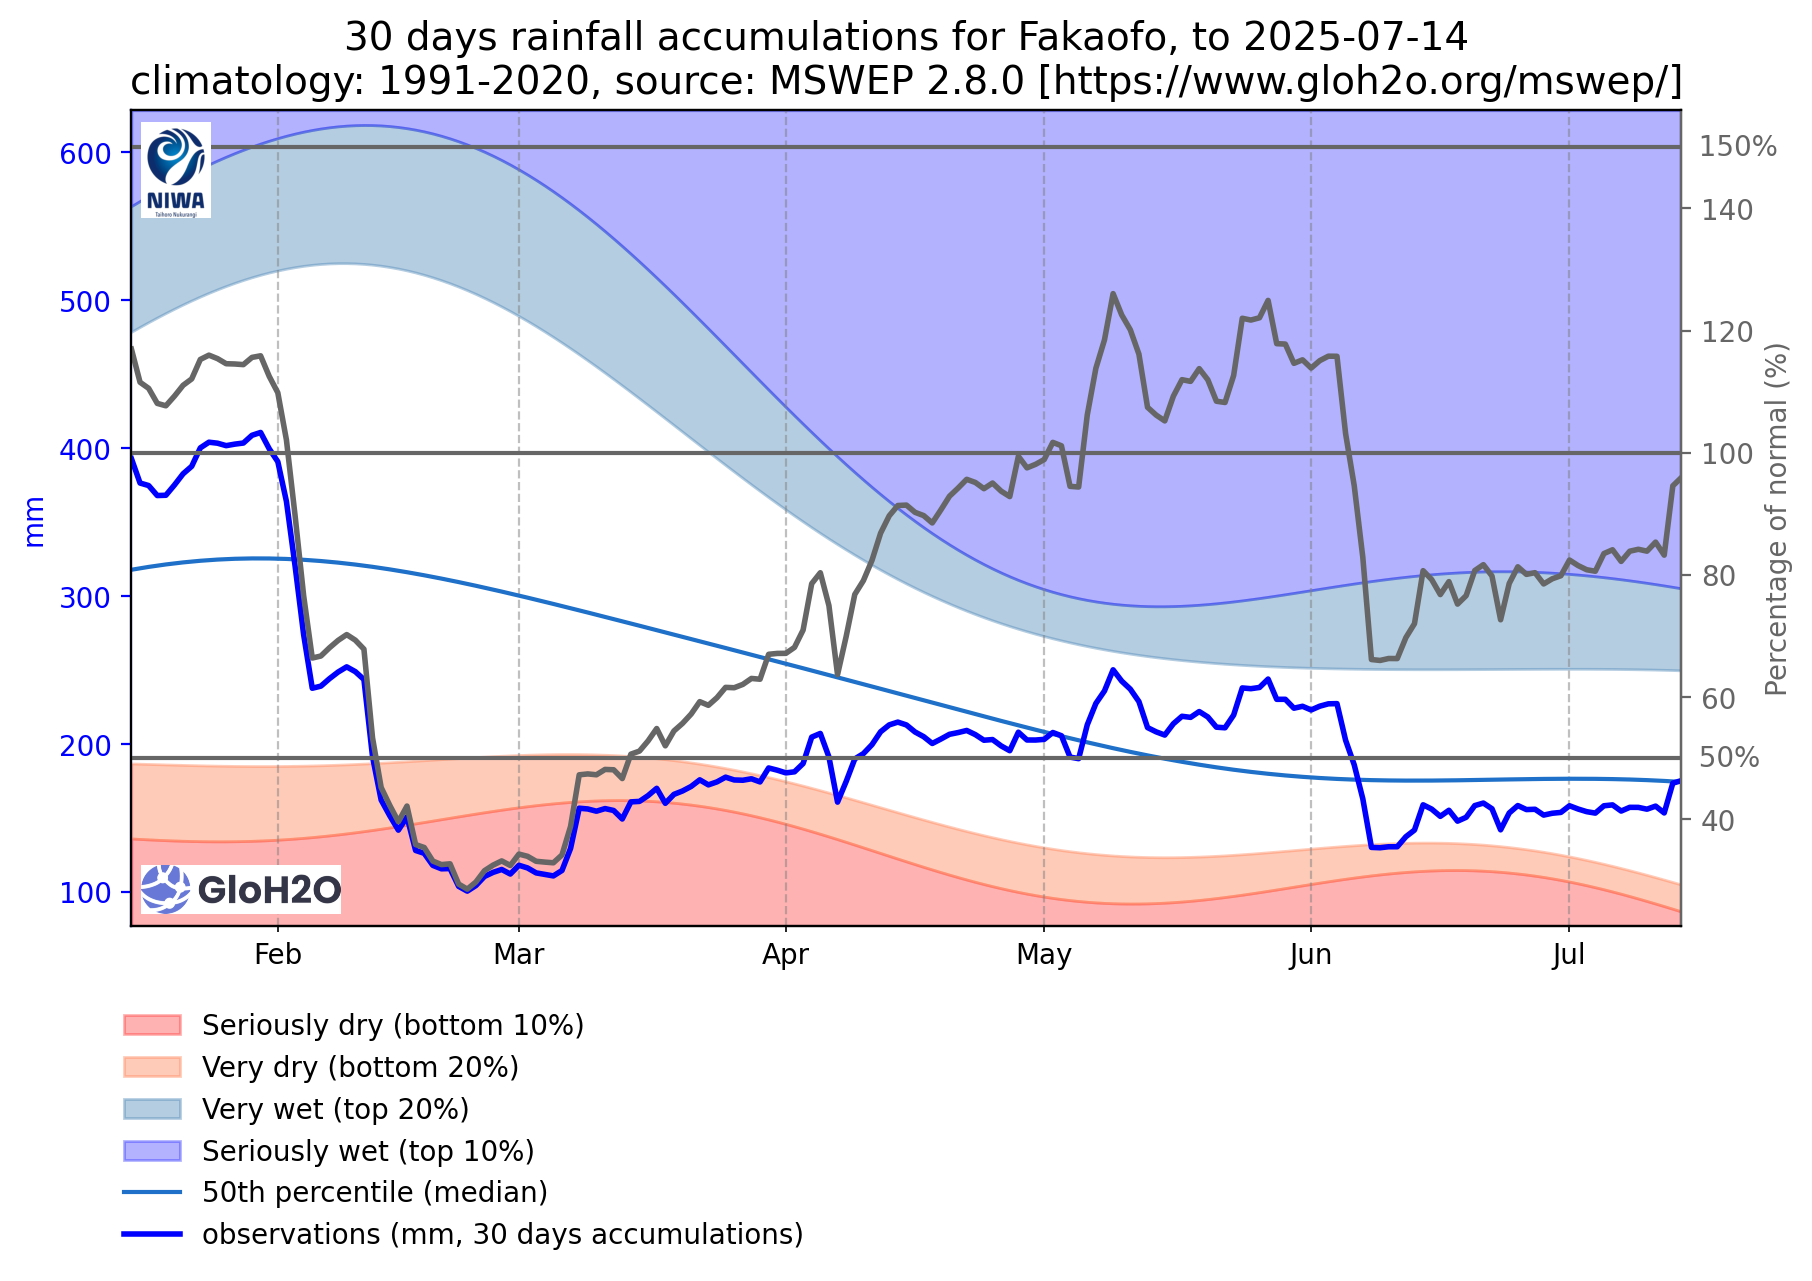 30 days rainfall accumulations for Fakaofo, to 2025-07-14
climatology: 1991-2020, source: MSWEP 2.8.0 [https://www.gloh2o.org/mswep/]
NIWA
Taihoro Nukurangi
600
500
400
300
200
100
mm
150%
140
120
100
80
60
50%
40
Percentage of normal (%)
GloH2O
Feb
Mar
Apr
May
Jun
Jul
Seriously dry (bottom 10%)
Very dry (bottom 20%)
Very wet (top 20%)
Seriously wet (top 10%)
50th percentile (median)
observations (mm, 30 days accumulations)